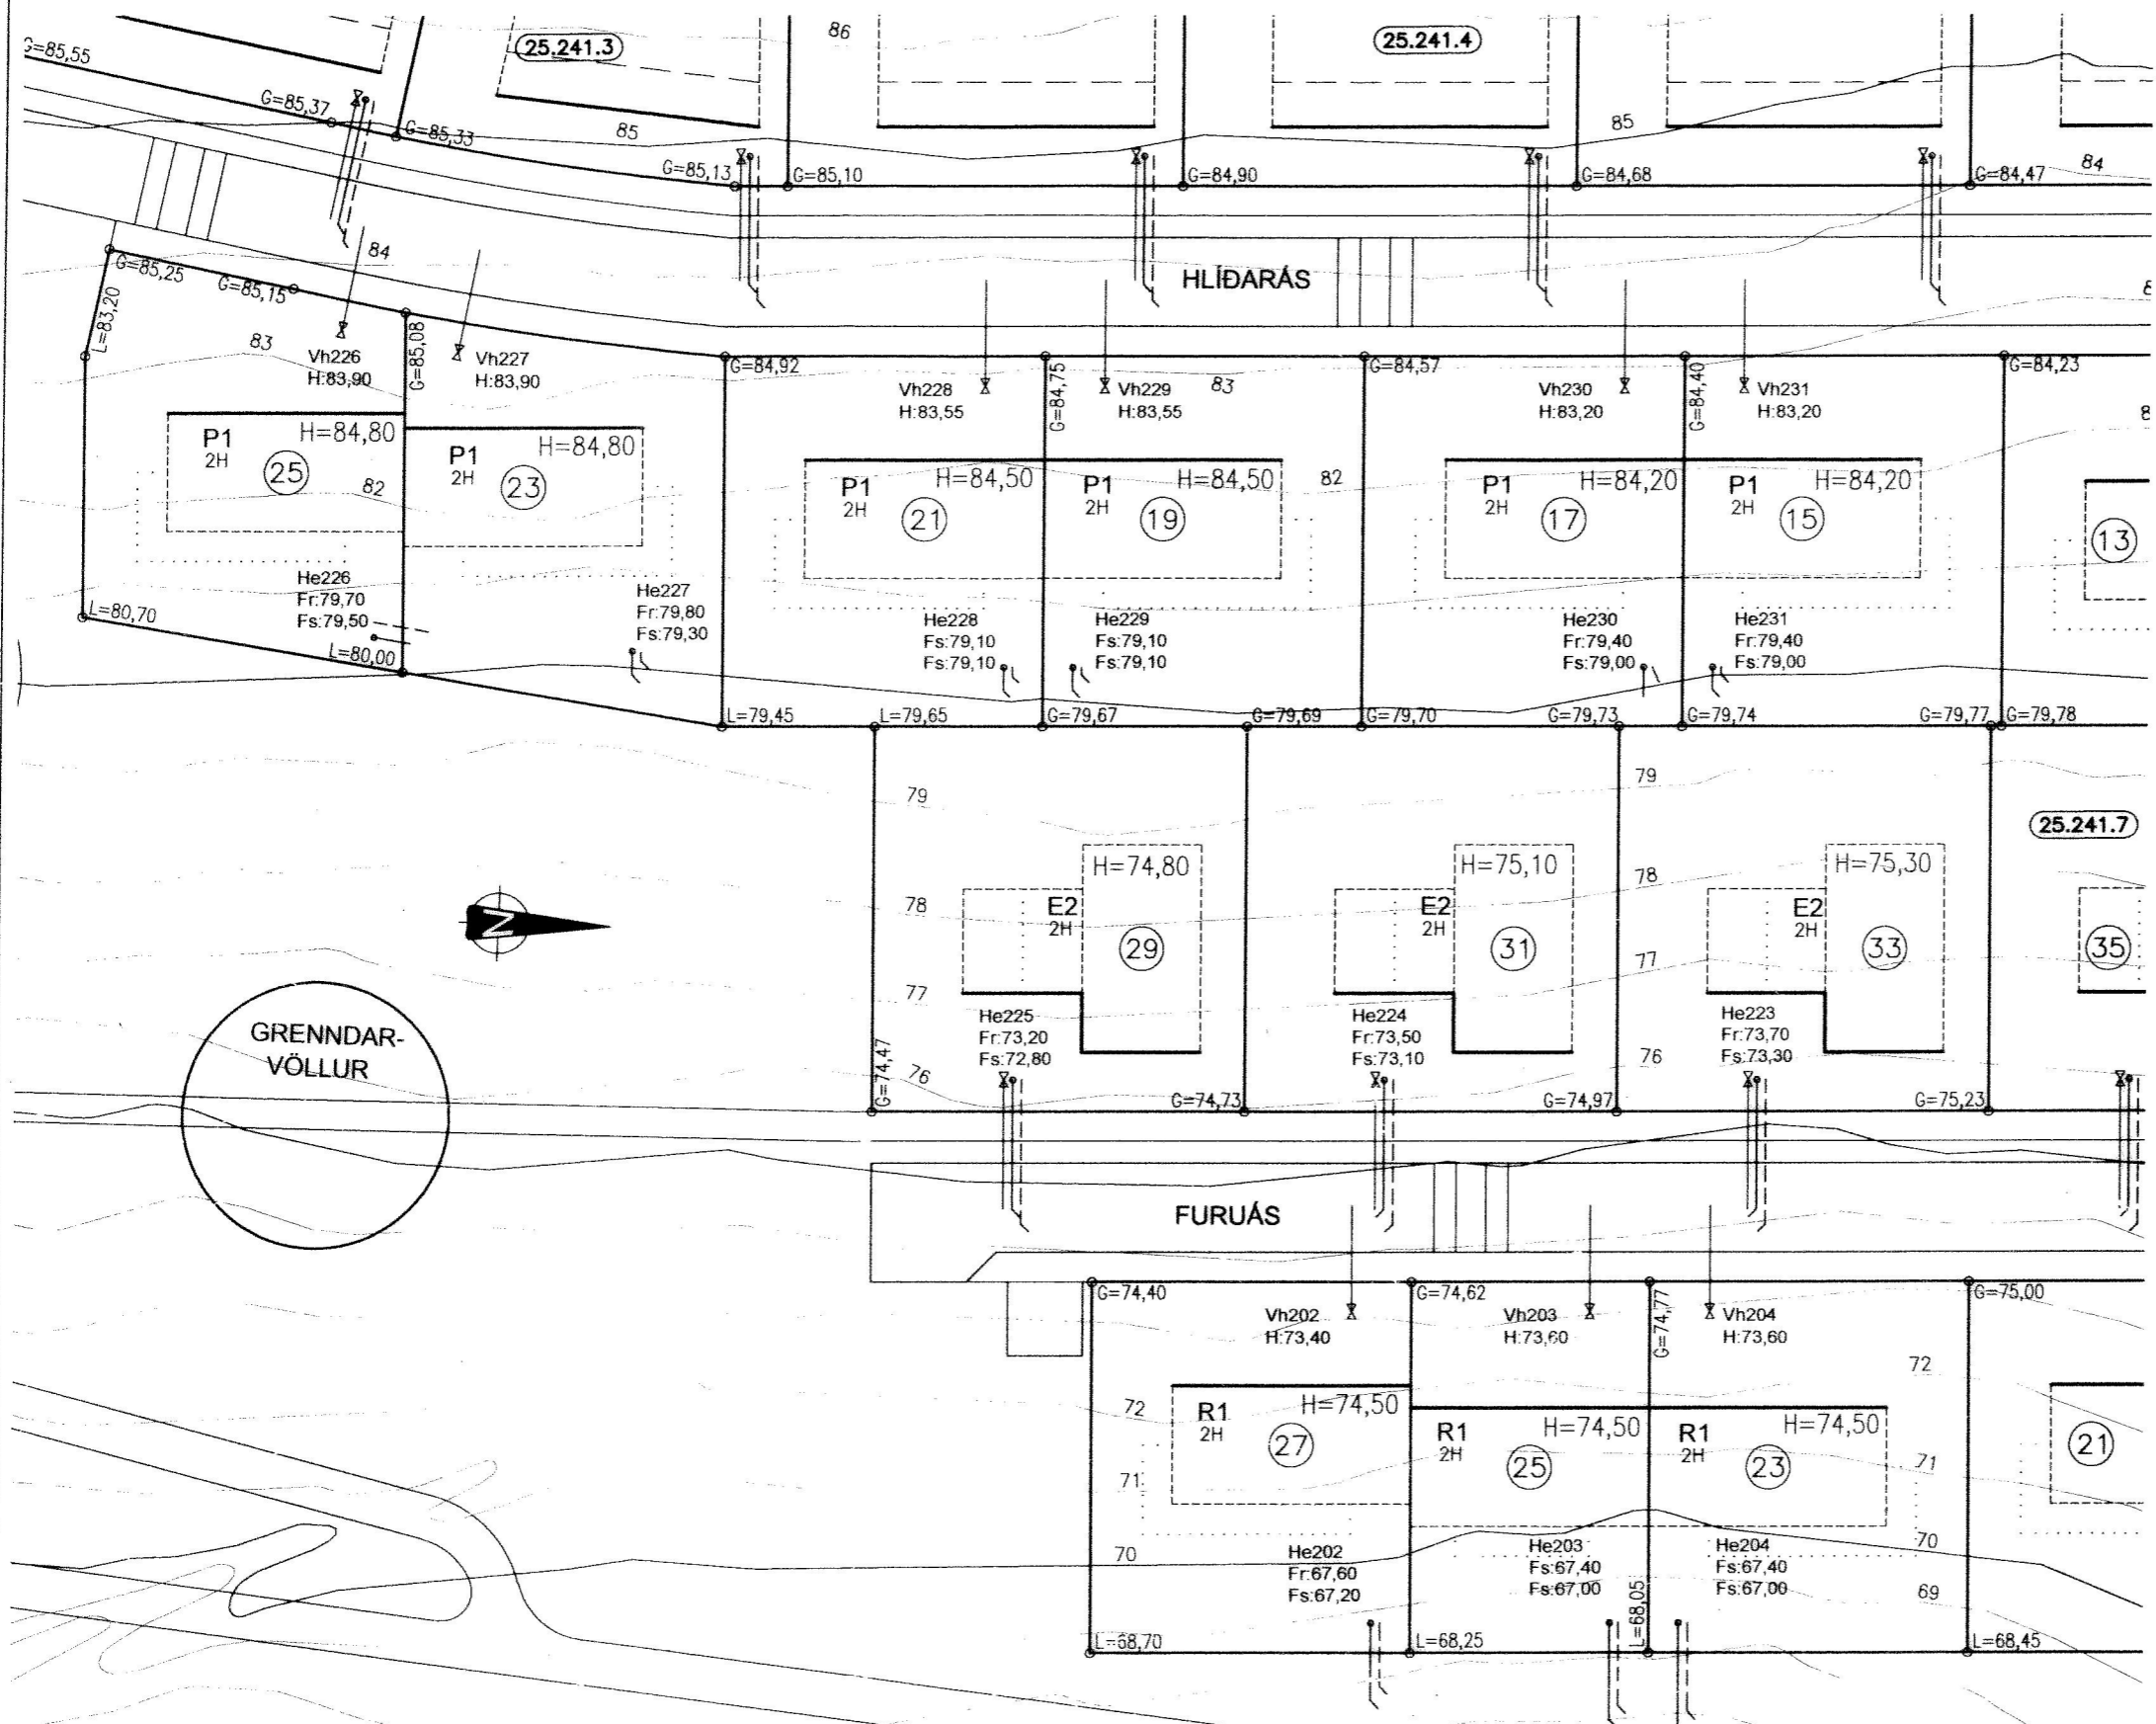 G=85,55
25.241.3
86
25.241.4
G=85,37
G=85,33
85
85
G=85,13
G=85,10
G=84,90
G=84,68
G=84,47
84
84
HLÍÐARÁS
G=85,25
G=85,15
L=83,20
83
Vh226
H:83,90
G=85,08
Vh227
H:83,90
G=84,92
Vh228
H:83,55
G=84,75
Vh229
H:83,55
83
G=84,57
Vh230
H:83,20
G=84,40
Vh231
H:83,20
G=84,23
P1
2H
H=84,80
25
82
P1
2H
H=84,80
23
P1
2H
H=84,50
21
P1
2H
H=84,50
19
82
P1
2H
H=84,20
17
P1
2H
H=84,20
15
13
He226
Fr:79,70
Fs:79,50
He227
Fr:79,80
Fs:79,30
He228
Fs:79,10
Fs:79,10
He229
Fs:79,10
Fs:79,10
He230
Fr:79,40
Fs:79,00
He231
Fr:79,40
Fs:79,00
L=80,70
L=80,00
L=79,45
L=79,65
G=79,67
G=79,69
G=79,70
G=79,73
G=79,74
G=79,77
G=79,78
79
79
25.241.7
H=74,80
H=75,10
H=75,30
78
78
E2
2H
29
E2
2H
31
E2
2H
33
35
N
77
77
He225
Fr:73,20
Fs:72,80
He224
Fr:73,50
Fs:73,10
He223
Fr:73,70
Fs:73,30
GRENNDAR-
VÖLLUR
G=74,47
76
76
G=74,73
G=74,97
G=75,23
FURUÁS
G=74,40
G=74,62
G=74,77
G=75,00
Vh202
H:73,40
Vh203
H:73,60
Vh204
H:73,60
72
72
R1
2H
H=74,50
27
R1
2H
H=74,50
25
R1
2H
H=74,50
23
21
71
71
70
70
He202
Fr:67,60
Fs:67,20
He203
Fs:67,40
Fs:67,00
He204
Fs:67,40
Fs:67,00
69
L=68,70
L=68,25
L=68,05
L=68,45